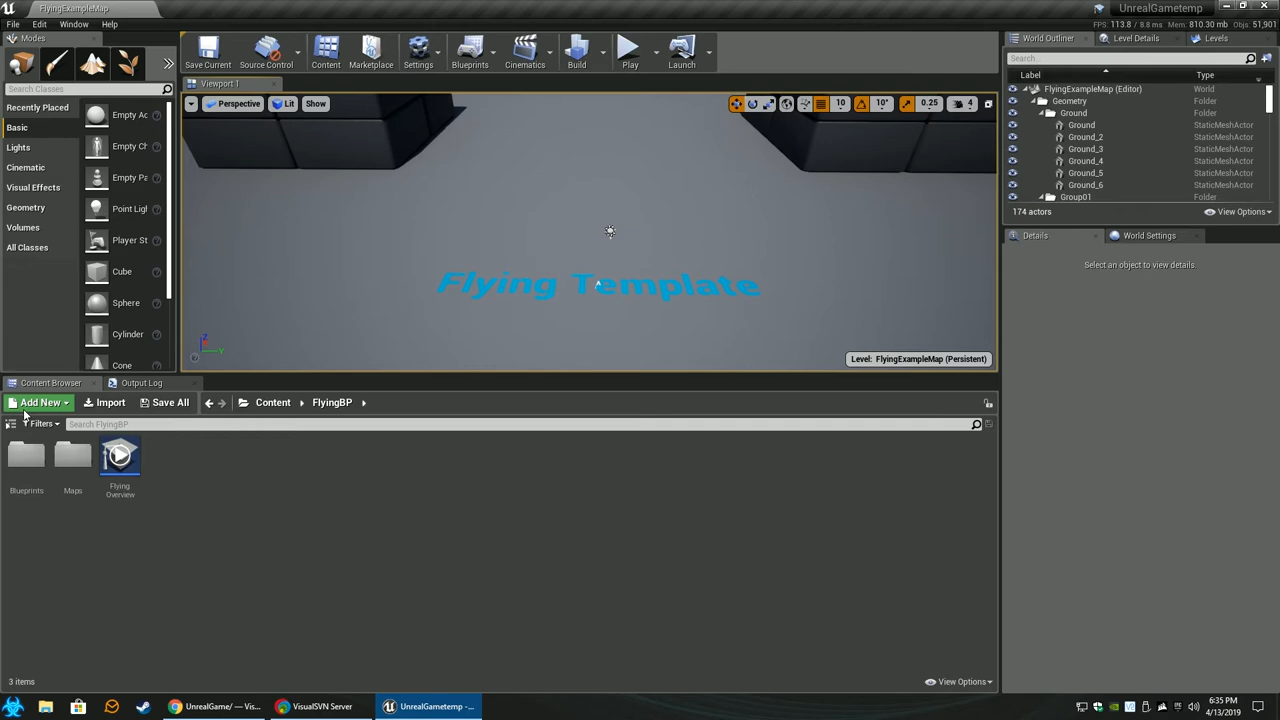 FlyingExampleMap
UnrealGametemp
File Edit Window Help
FPS: 113.8 / 8.8 ms Mem: 810.30 mb Objs: 51,901
Modes
Save Current Source Control Content Marketplace Settings Blueprints Cinematics Build Play Launch
World Outliner Level Details Levels
Search...
Label Type
FlyingExampleMap (Editor) World
Geometry Folder
Ground Folder
Ground StaticMeshActor
Ground_2 StaticMeshActor
Ground_3 StaticMeshActor
Ground_4 StaticMeshActor
Ground_5 StaticMeshActor
Ground_6 StaticMeshActor
Group01 Folder
174 actors View Options
Details World Settings
Select an object to view details.
Search Classes
Recently Placed
Basic
Lights
Cinematic
Visual Effects
Geometry
Volumes
All Classes
Empty Ac
Empty Ch
Empty Pa
Point Ligh
Player St
Cube
Sphere
Cylinder
Cone
Viewport 1
Perspective Lit Show
10 10° 0.25 4
Flying Template
Z
Y
Level: FlyingExampleMap (Persistent)
Content Browser Output Log
Add New Import Save All Content FlyingBP
Filters Search FlyingBP
Blueprints Maps Flying
Overview
3 items View Options
UnrealGame/ — Vis...
VisualSVN Server
UnrealGametemp -...
6:35 PM
4/13/2019